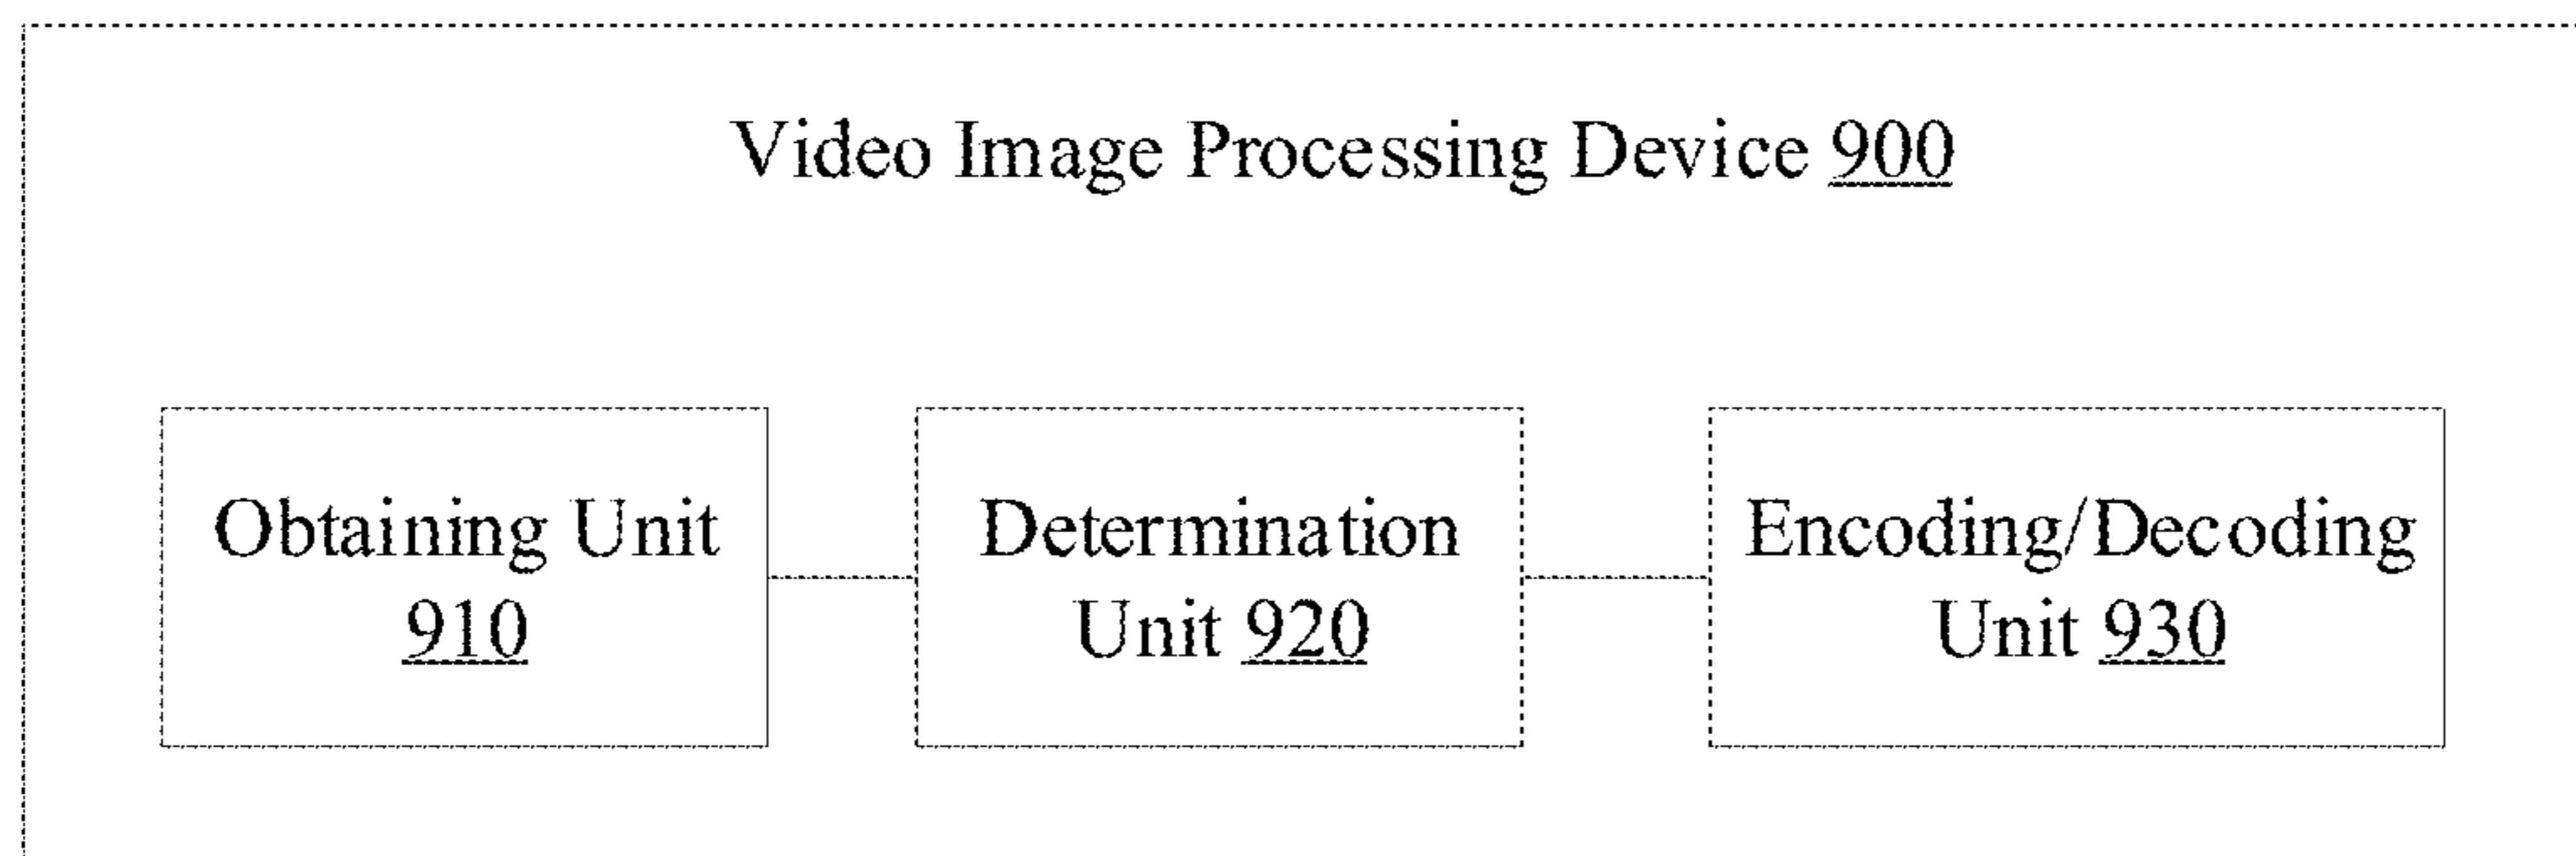 Video Image Processing Device 900
Obtaining Unit
910
Determination
Unit 920
Encoding/Decoding
Unit 930